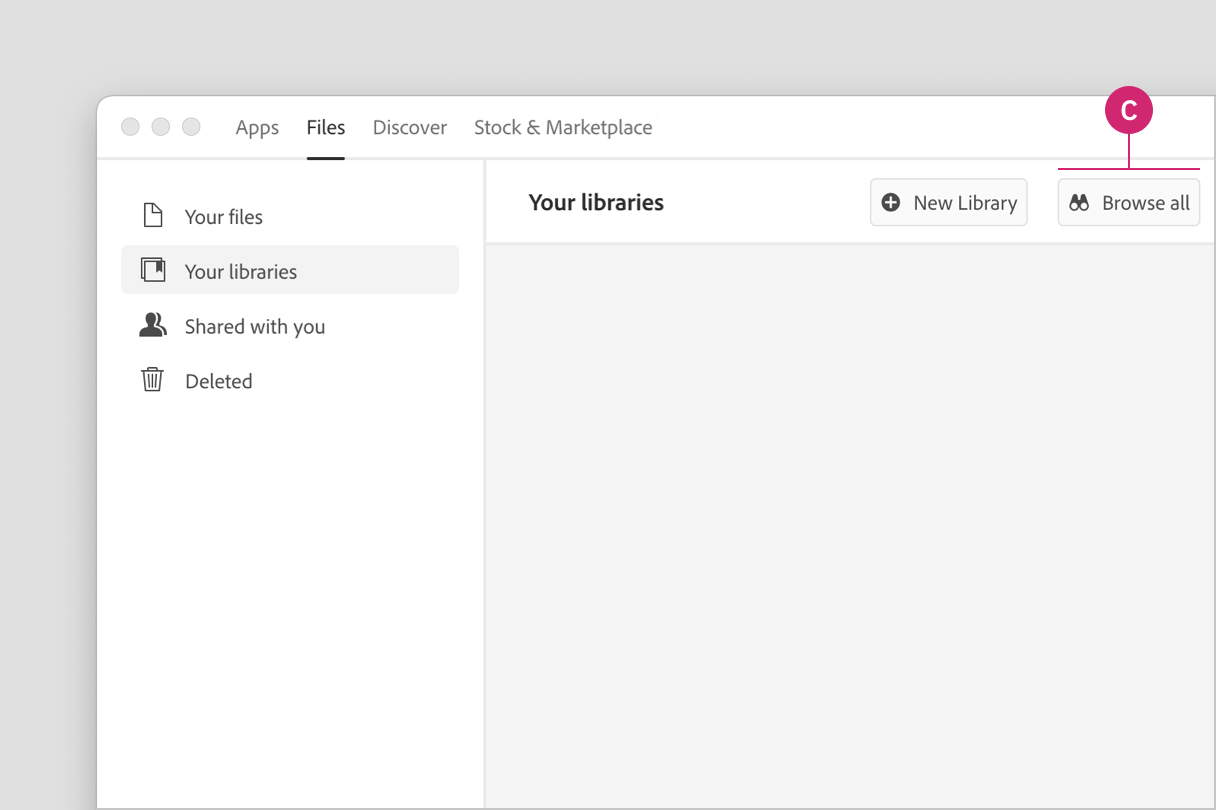 C
Apps Files Discover Stock & Marketplace
Your files
Your libraries
Shared with you
Deleted
Your libraries
New Library
Browse all